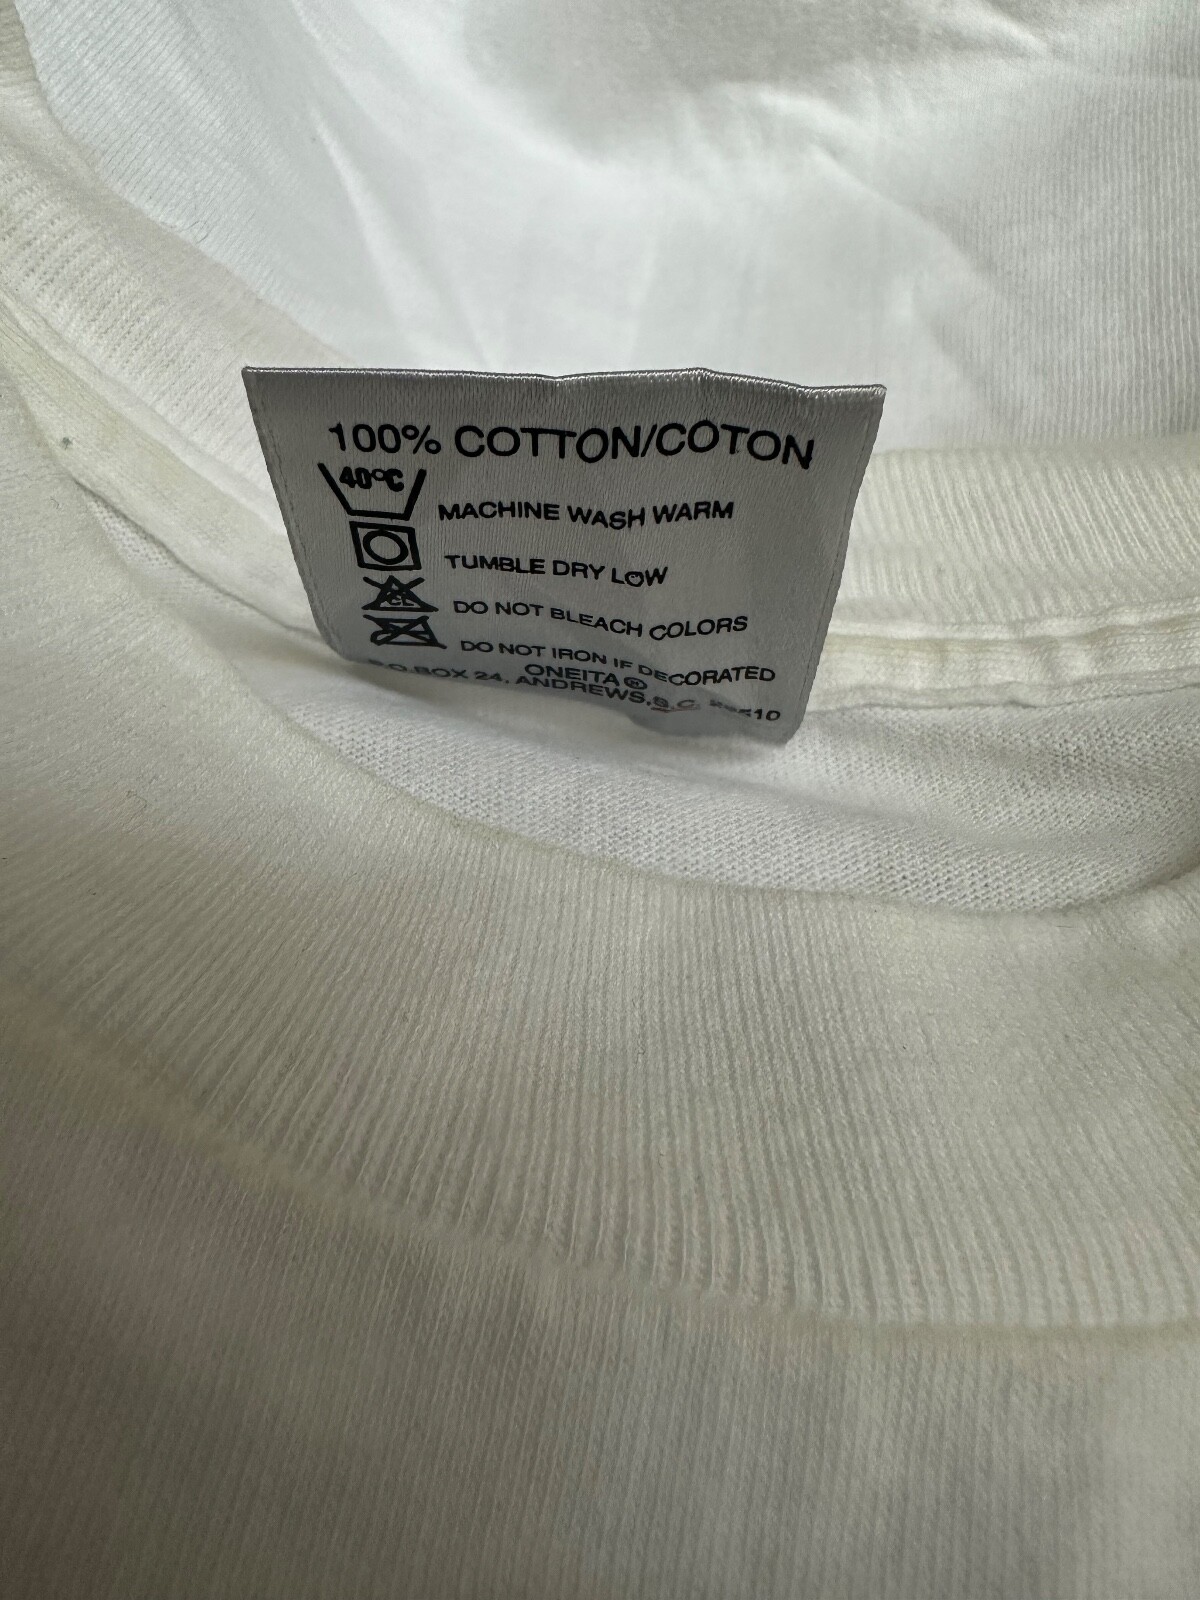 100% COTTON/COTON
40°C MACHINE WASH WARM
TUMBLE DRY LOW
CL DO NOT BLEACH COLORS
DO NOT IRON IF DECORATED
ONEITA®
P.O. BOX 24, ANDREWS, S.C.